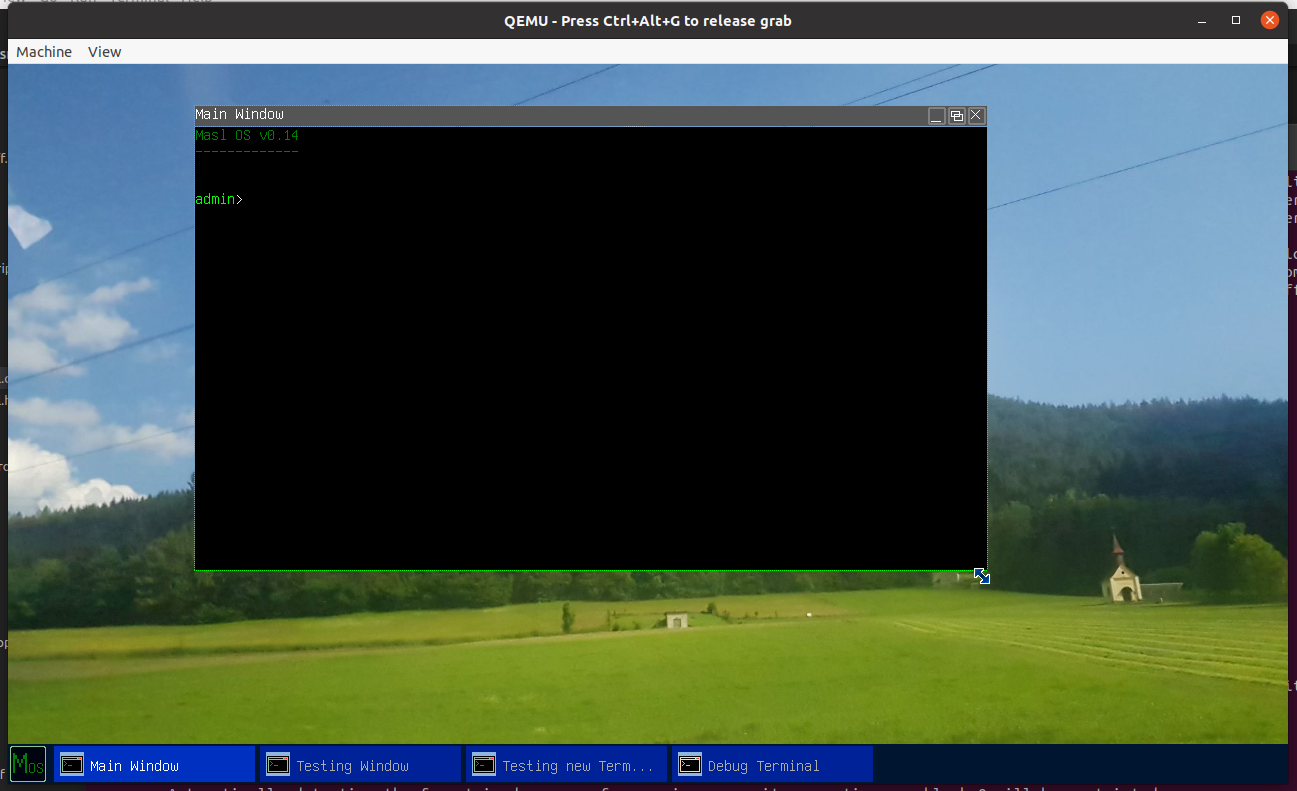 QEMU - Press Ctrl+Alt+G to release grab
Machine View
Main Window
Masl OS v0.14
-------------
admin>
Mos
Main Window
Testing Window
Testing new Term...
Debug Terminal